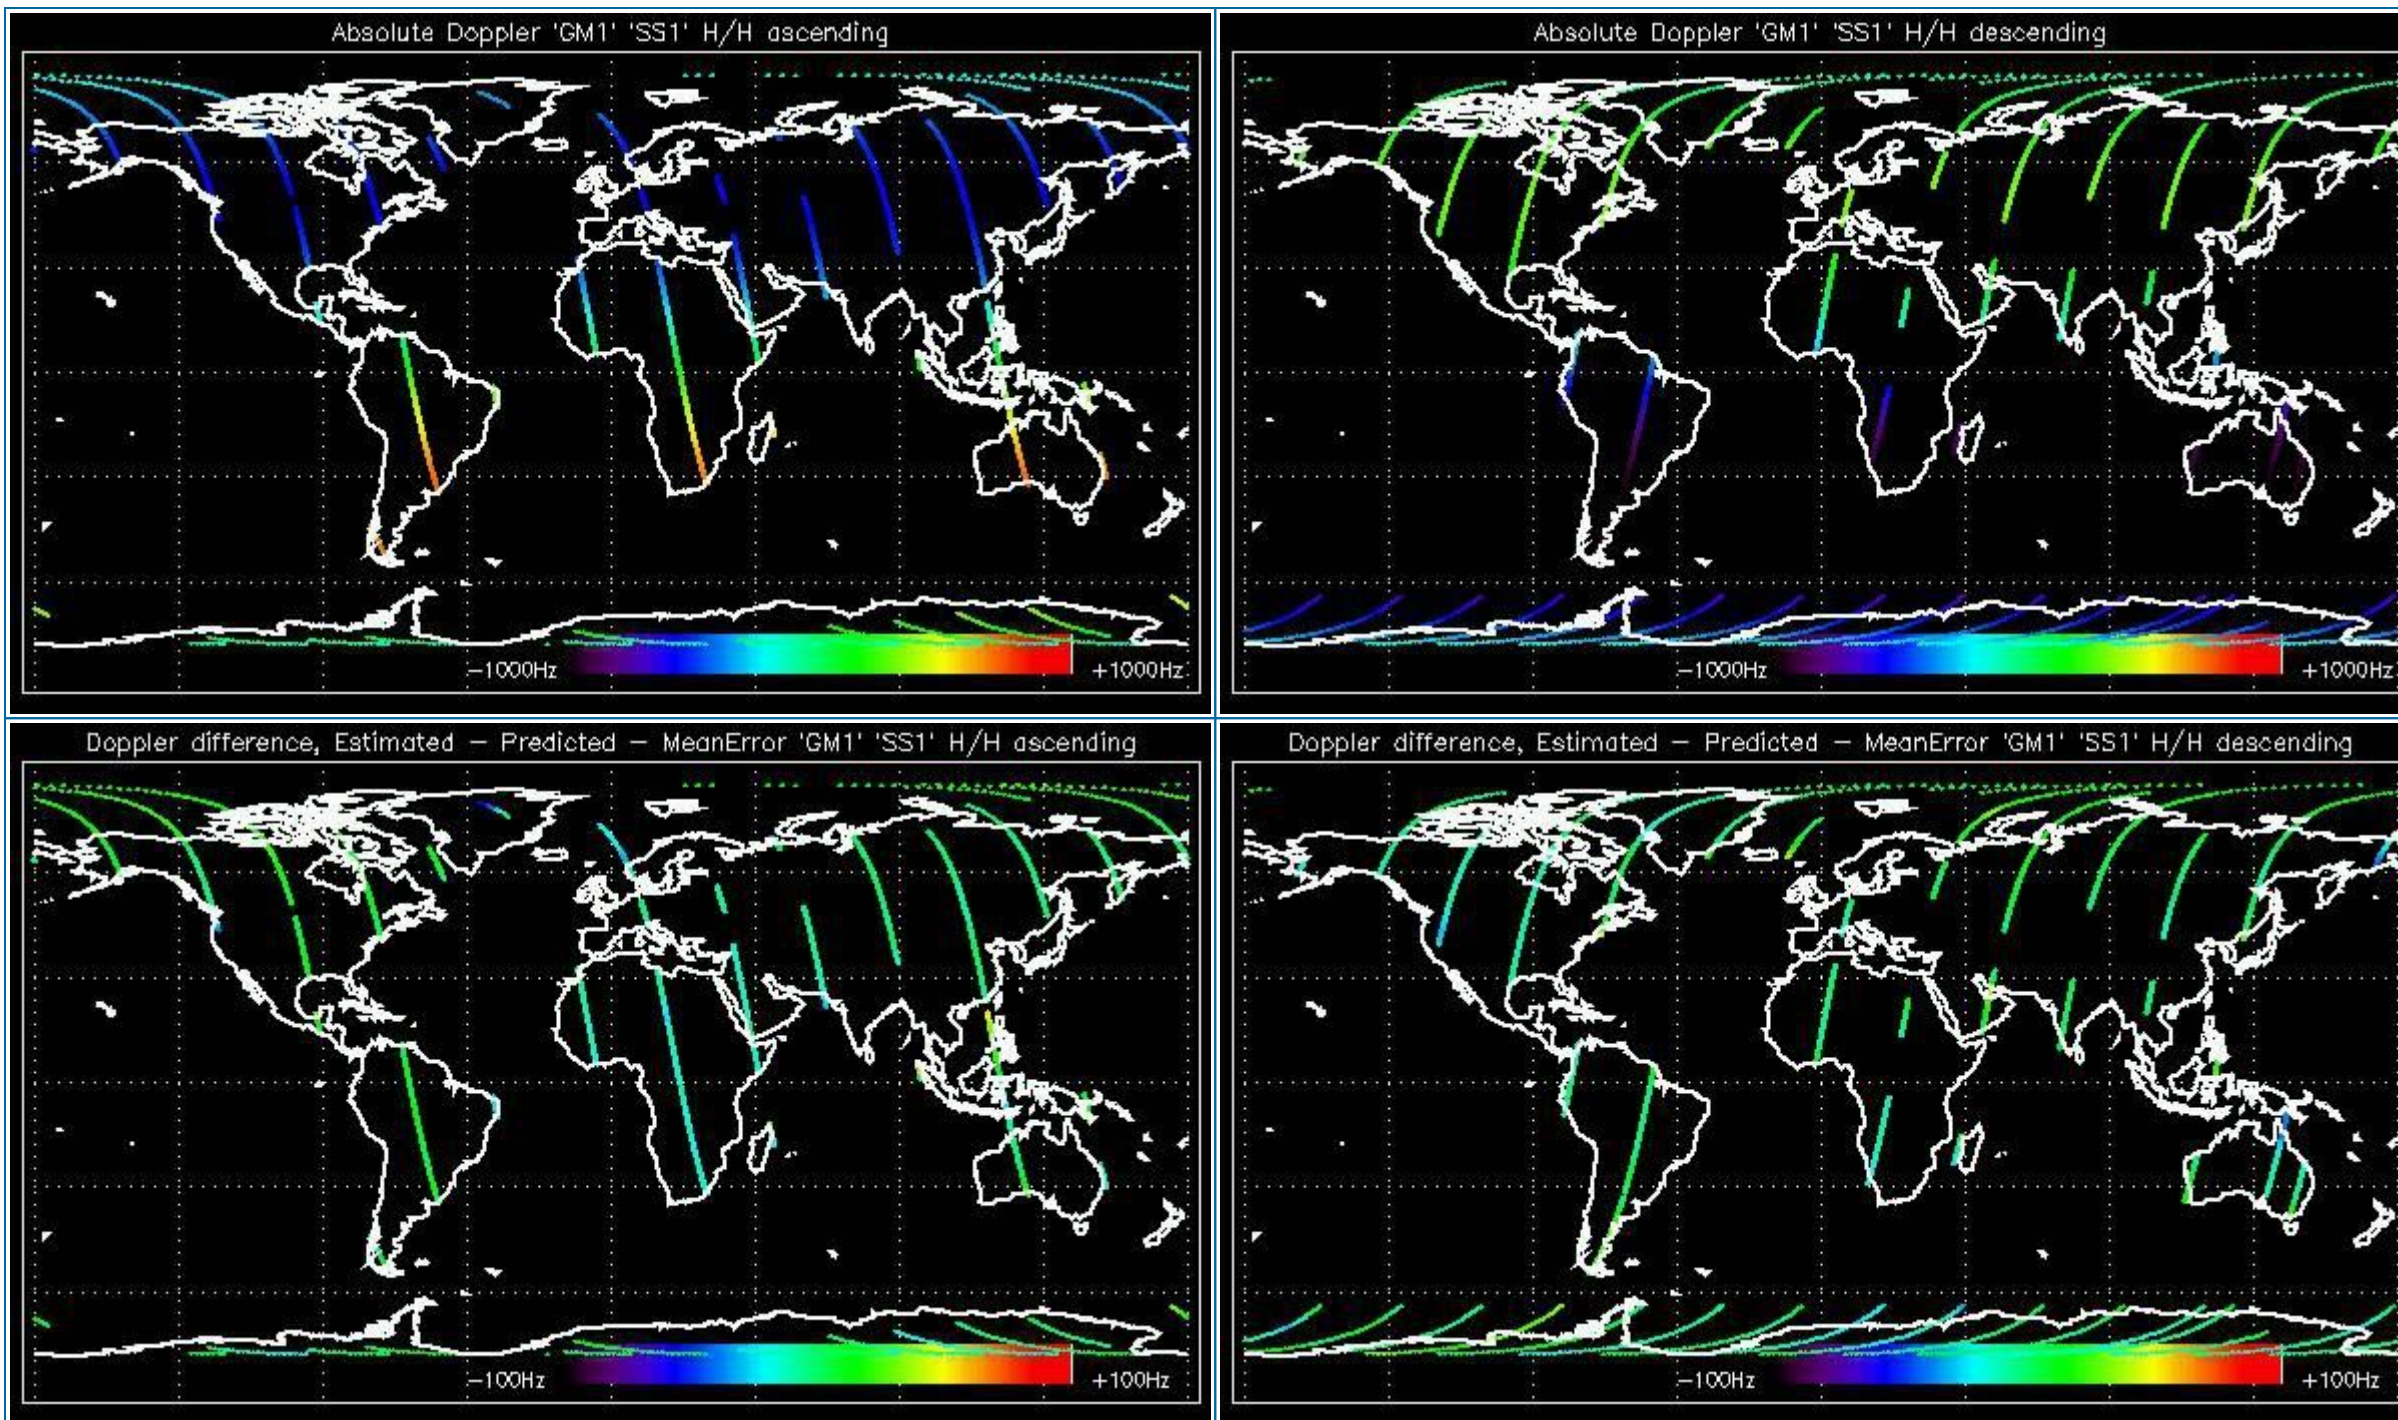 Absolute Doppler 'GM1' 'SS1' H/H ascending
-1000Hz
+1000Hz
Absolute Doppler 'GM1' 'SS1' H/H descending
-1000Hz
+1000Hz
Doppler difference, Estimated - Predicted - MeanError 'GM1' 'SS1' H/H ascending
-100Hz
+100Hz
Doppler difference, Estimated - Predicted - MeanError 'GM1' 'SS1' H/H descending
-100Hz
+100Hz